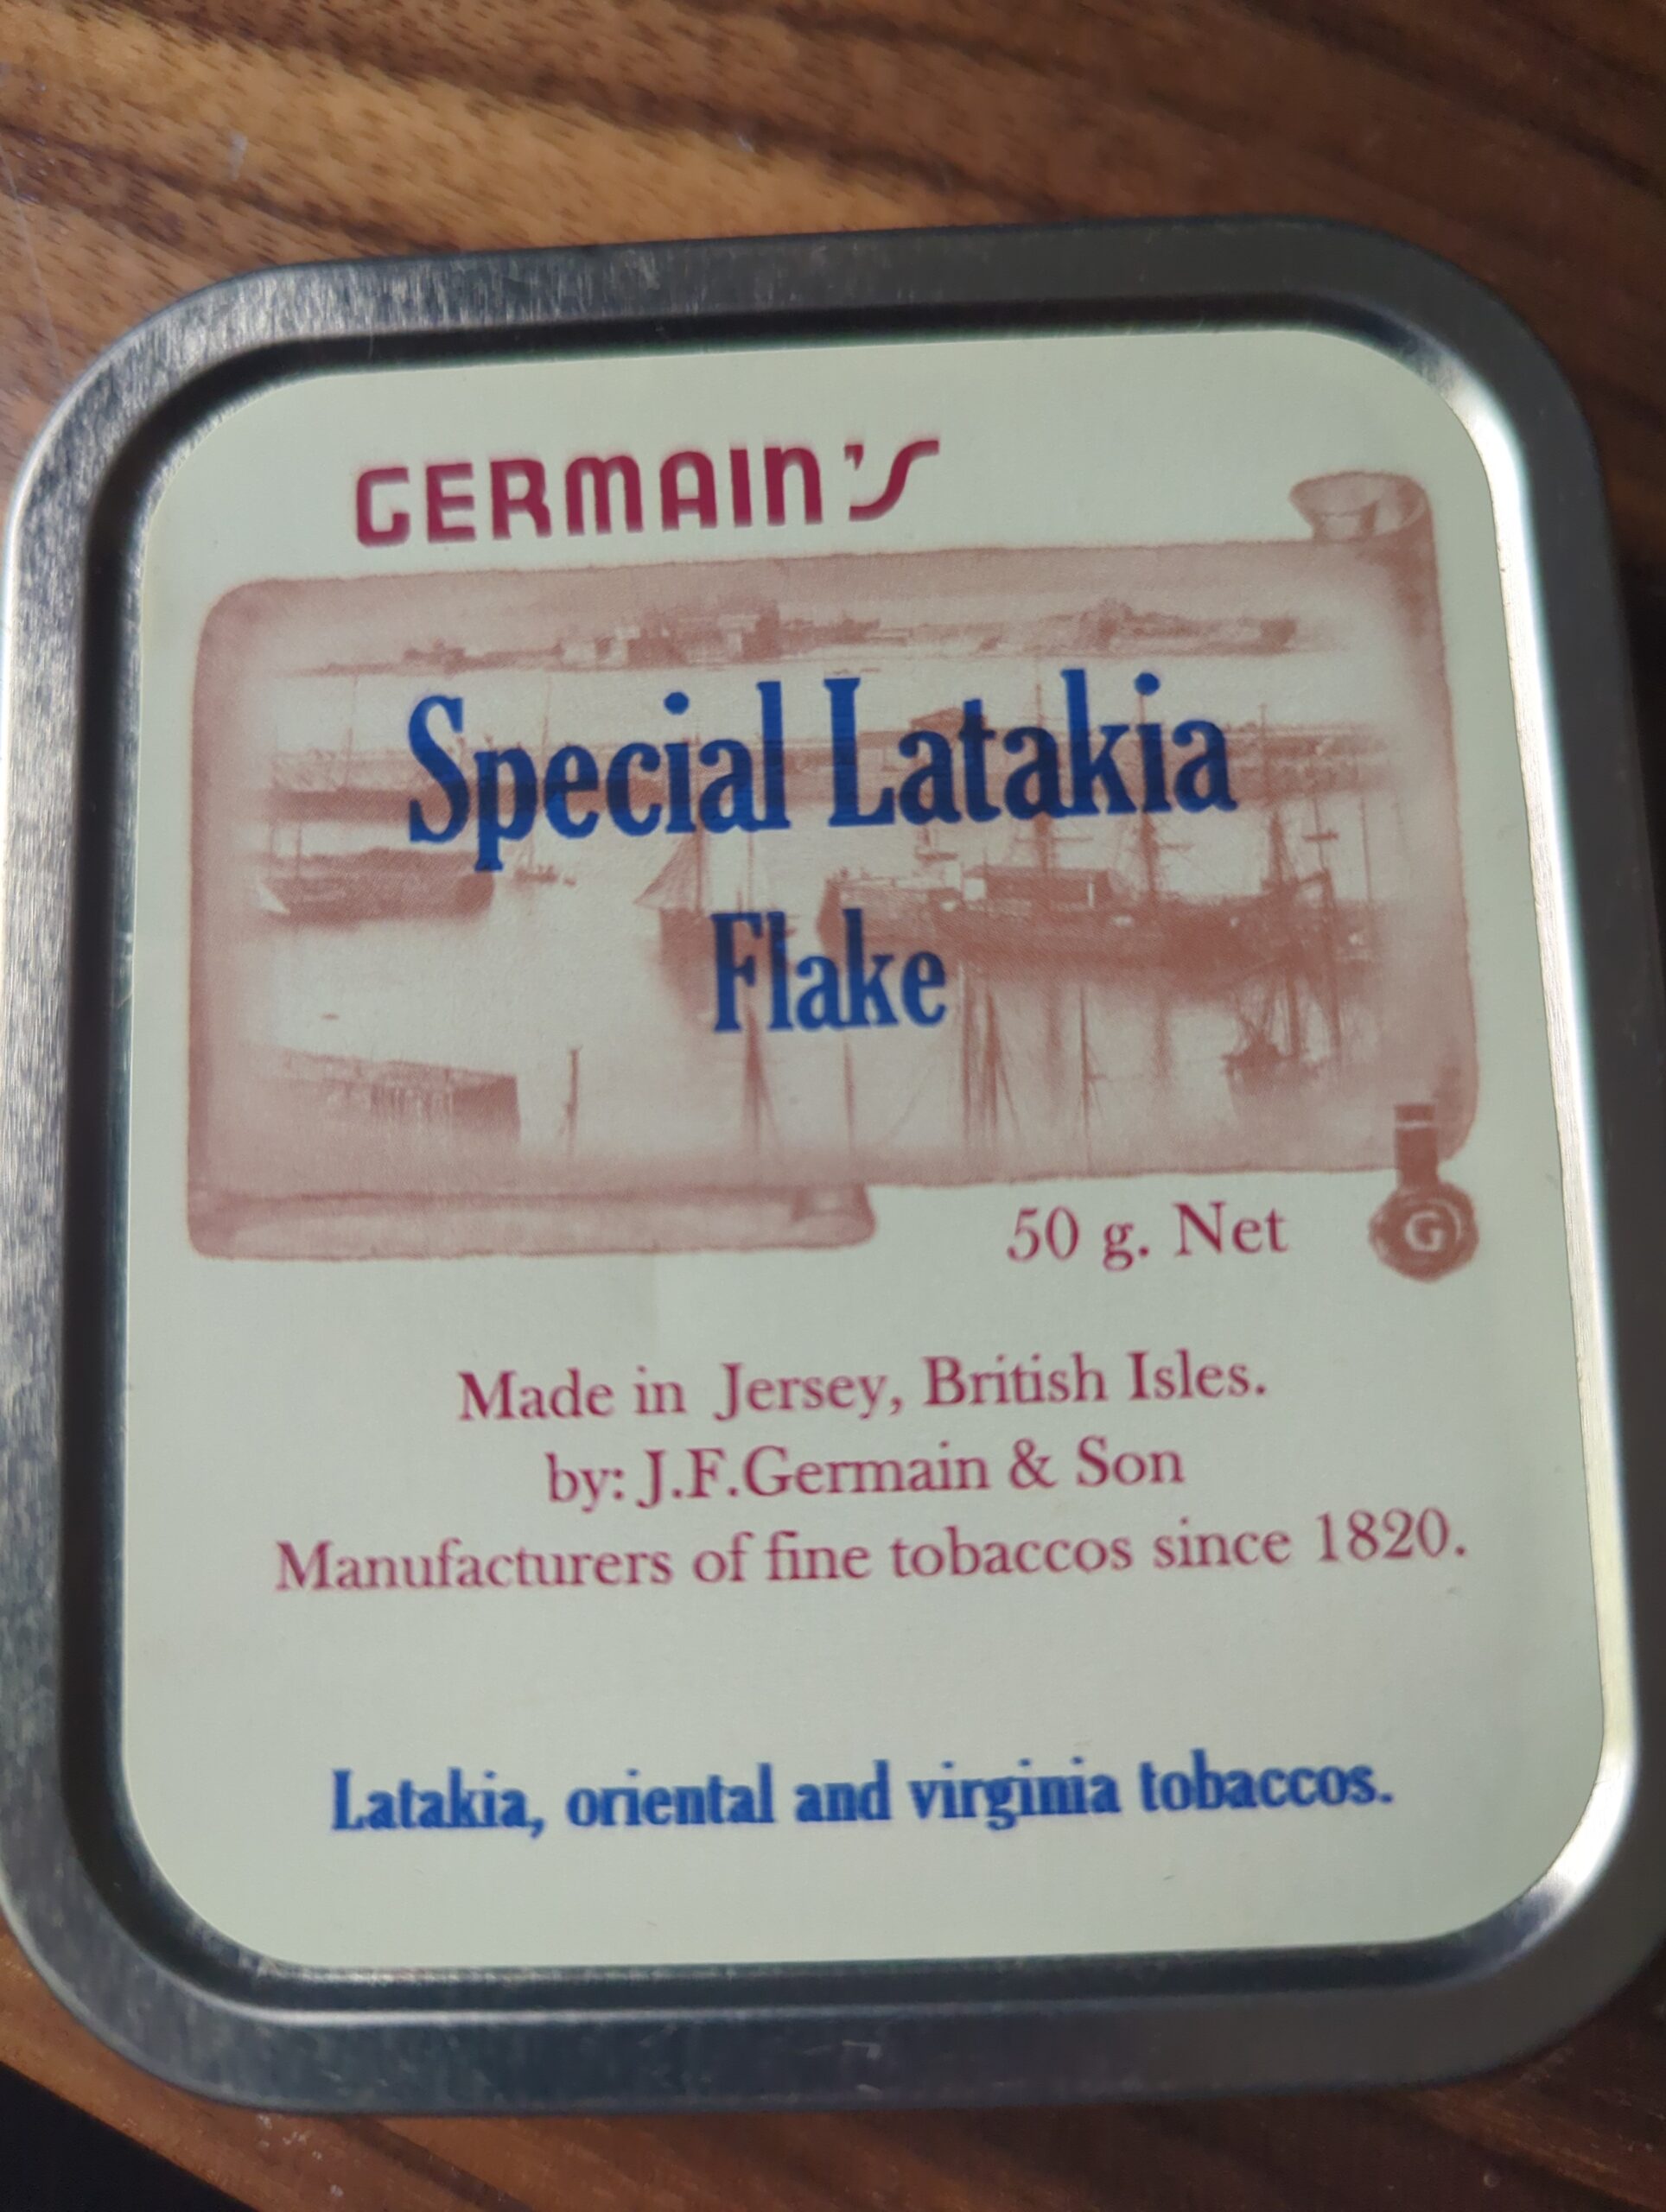 GERMAIN'S
Special Latakia
Flake
50 g. Net
G
Made in Jersey, British Isles.
by: J.F.Germain & Son
Manufacturers of fine tobaccos since 1820.
Latakia, oriental and virginia tobaccos.